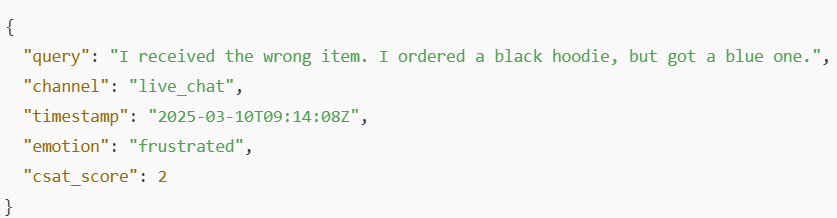 {
"query": "I received the wrong item. I ordered a black hoodie, but got a blue one.",
"channel": "live_chat",
"timestamp": "2025-03-10T09:14:08Z",
"emotion": "frustrated",
"csat_score": 2
}